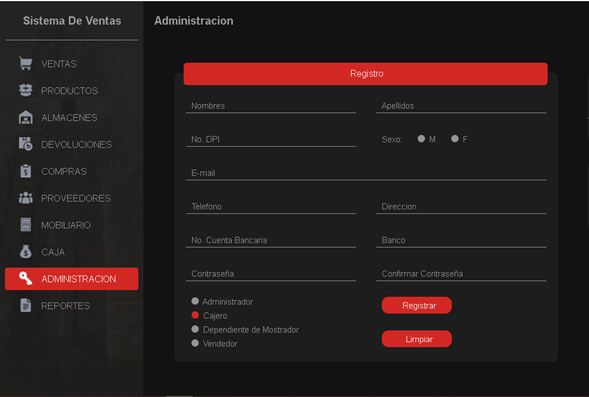 Sistema De Ventas
Administracion
VENTAS
PRODUCTOS
ALMACENES
DEVOLUCIONES
COMPRAS
PROVEEDORES
MOBILIARIO
CAJA
ADMINISTRACION
REPORTES
Registro
Nombres
Apellidos
No. DPI
Sexo: M F
E-mail
Telefono
Direccion
No. Cuenta Bancaria
Banco
Contraseña
Confirmar Contraseña
Administrador
Cajero
Dependiente de Mostrador
Vendedor
Registrar
Limpiar